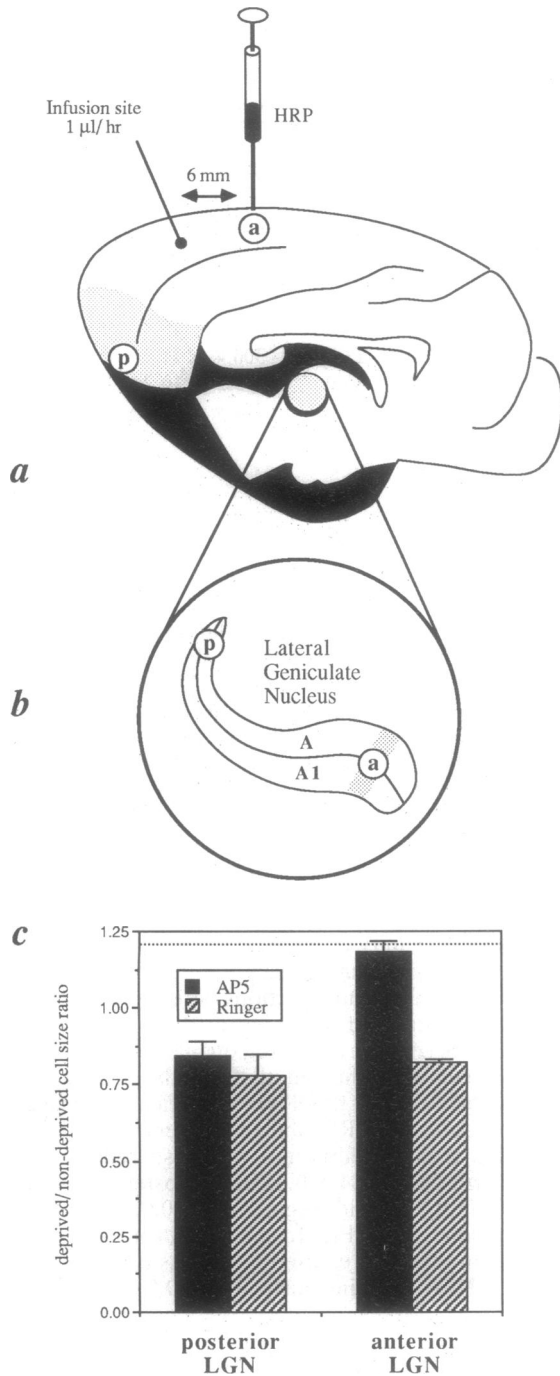 Infusion site
1 µl/hr
HRP
6 mm
a
p
a
p
Lateral
Geniculate
Nucleus
A
A1
a
b
c
deprived/ non-deprived cell size ratio
1.25
1.00
0.75
0.50
0.25
0.00
AP5
Ringer
posterior
LGN
anterior
LGN